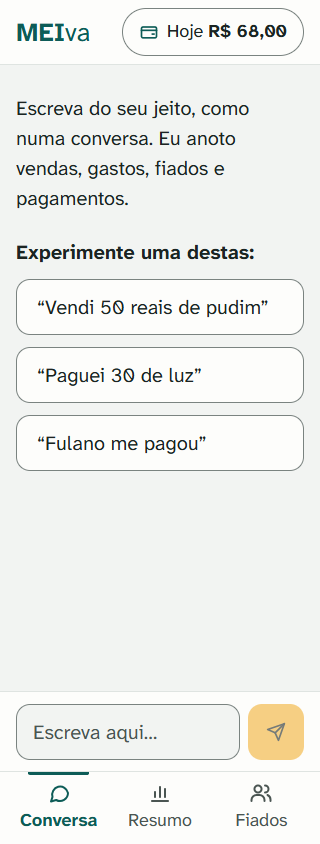 MEIva
Hoje R$ 68,00
Escreva do seu jeito, como
numa conversa. Eu anoto
vendas, gastos, fiados e
pagamentos.
Experimente uma destas:
“Vendi 50 reais de pudim”
“Paguei 30 de luz”
“Fulano me pagou”
Escreva aqui...
Conversa
Resumo
Fiados